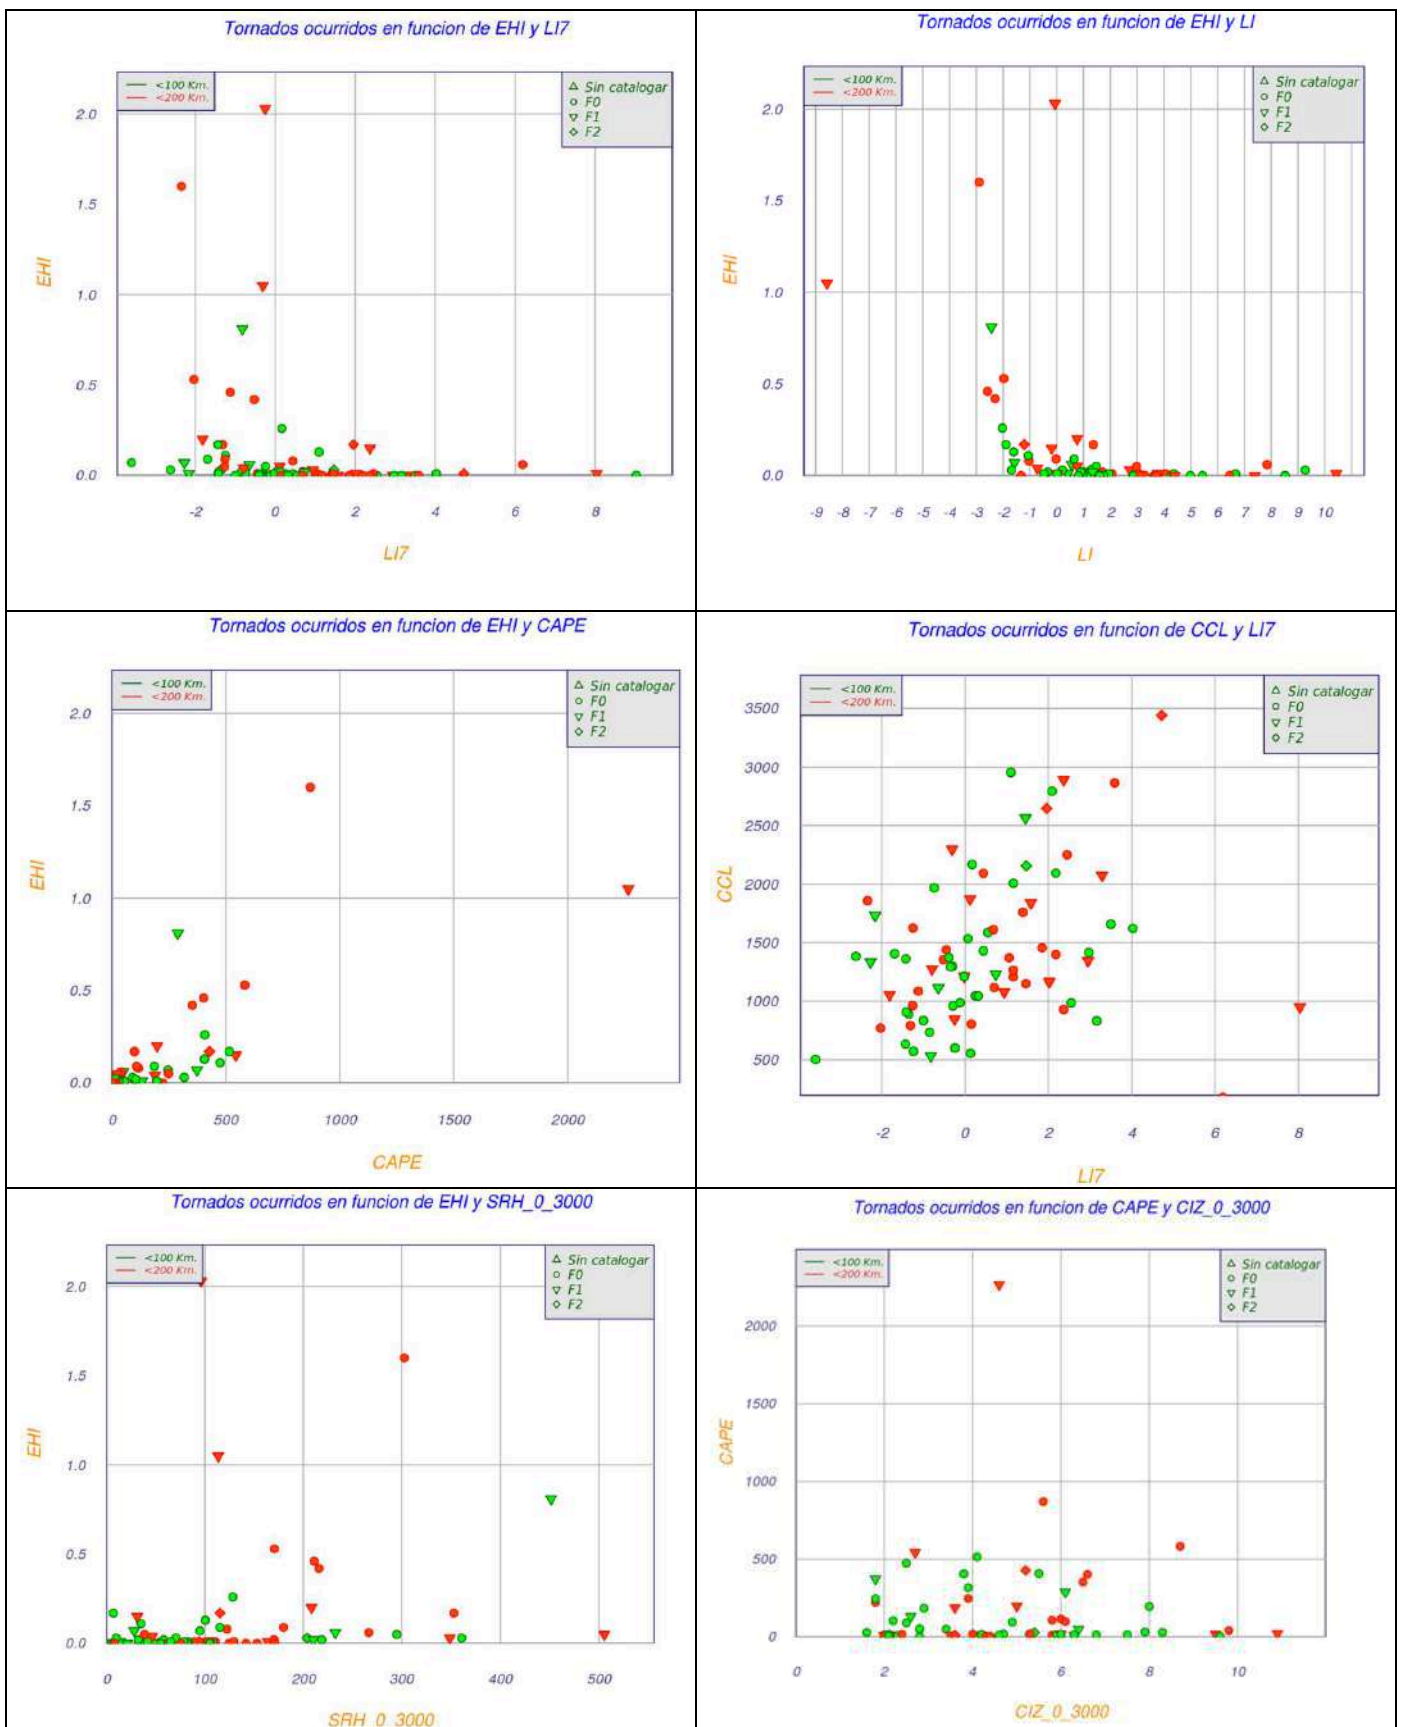 Tornados ocurridos en funcion de EHI y LI7
<100 Km.
<200 Km.
Sin catalogar
F0
F1
F2
2.0
1.5
1.0
0.5
0.0
EHI
-2 0 2 4 6 8
LI7
Tornados ocurridos en funcion de EHI y LI
<100 Km.
<200 Km.
Sin catalogar
F0
F1
F2
2.0
1.5
1.0
0.5
0.0
EHI
-9 -8 -7 -6 -5 -4 -3 -2 -1 0 1 2 3 4 5 6 7 8 9 10
LI
Tornados ocurridos en funcion de EHI y CAPE
<100 Km.
<200 Km.
Sin catalogar
F0
F1
F2
2.0
1.5
1.0
0.5
0.0
EHI
0 500 1000 1500 2000
CAPE
Tornados ocurridos en funcion de CCL y LI7
<100 Km.
<200 Km.
Sin catalogar
F0
F1
F2
3500
3000
2500
2000
1500
1000
500
CCL
-2 0 2 4 6 8
LI7
Tornados ocurridos en funcion de EHI y SRH_0_3000
<100 Km.
<200 Km.
Sin catalogar
F0
F1
F2
2.0
1.5
1.0
0.5
0.0
EHI
0 100 200 300 400 500
SRH_0_3000
Tornados ocurridos en funcion de CAPE y CIZ_0_3000
<100 Km.
<200 Km.
Sin catalogar
F0
F1
F2
2000
1500
1000
500
0
CAPE
0 2 4 6 8 10
CIZ_0_3000